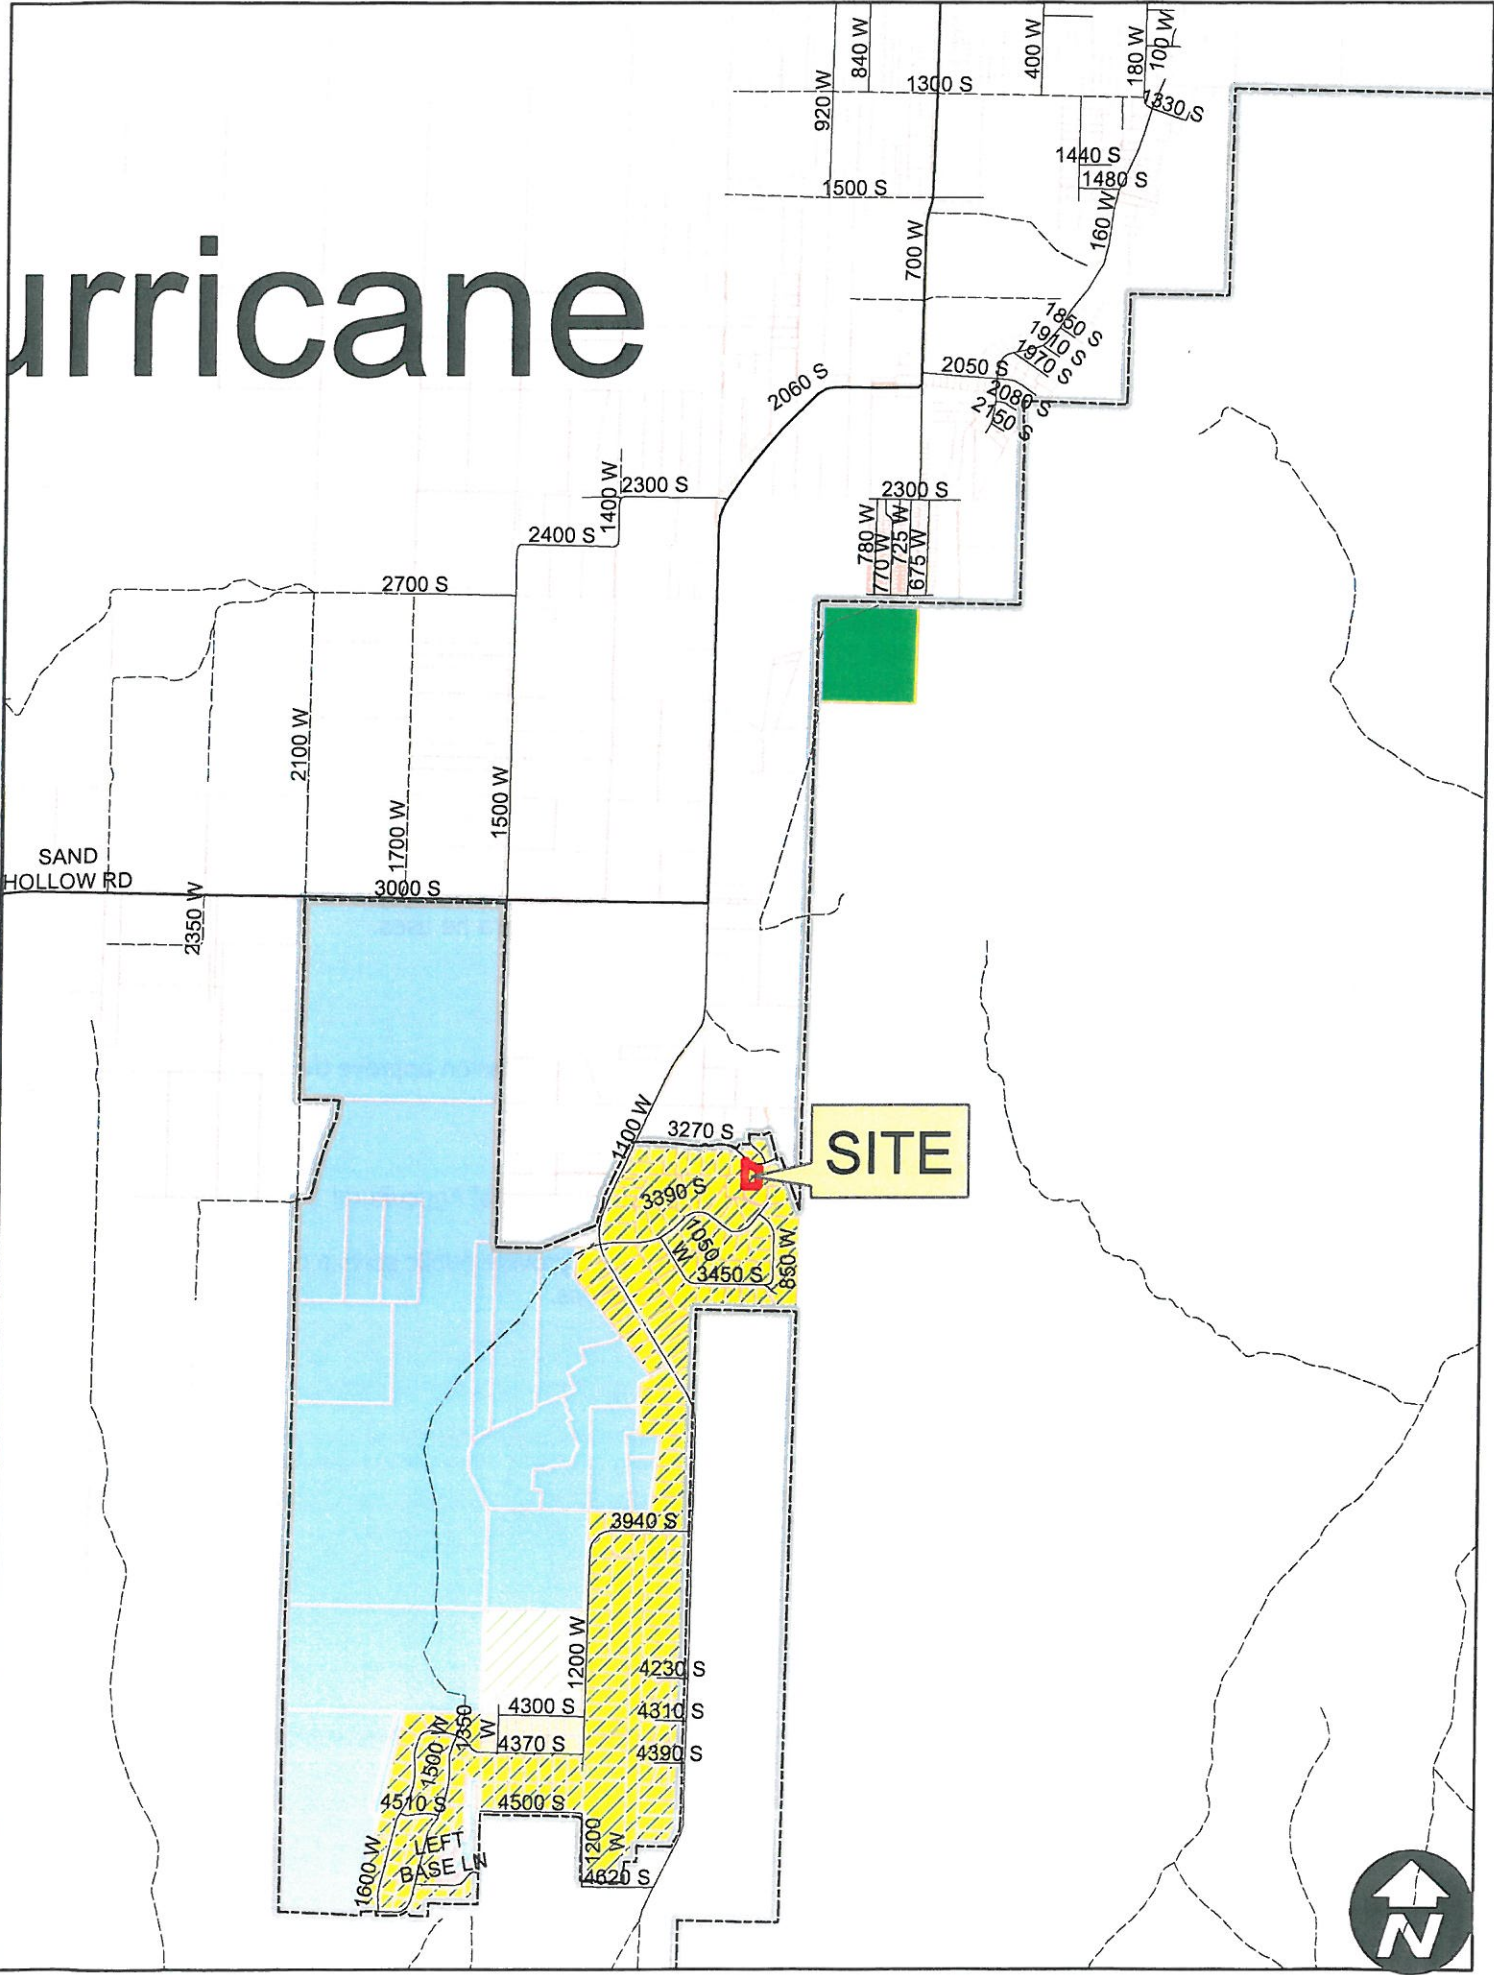 840 W
400 W
180 W
100 W
920 W
1300 S
1330 S
1440 S
1480 S
1500 S
160 W
700 W
urricane
1850 S
1910 S
1970 S
2050 S
2060 S
2080 S
2150 S
1400 W
2300 S
2300 S
780 W
770 W
725 W
675 W
2400 S
2700 S
2100 W
1500 W
1700 W
SAND
HOLLOW RD
3000 S
2350 W
1100 W
3270 S
SITE
3390 S
1050
W
3450 S
850 W
3940 S
1200 W
4230 S
4300 S
4310 S
1350
W
1500 W
4370 S
4390 S
4510 S
4500 S
1200
W
LEFT
BASE LN
1600 W
4620 S
N